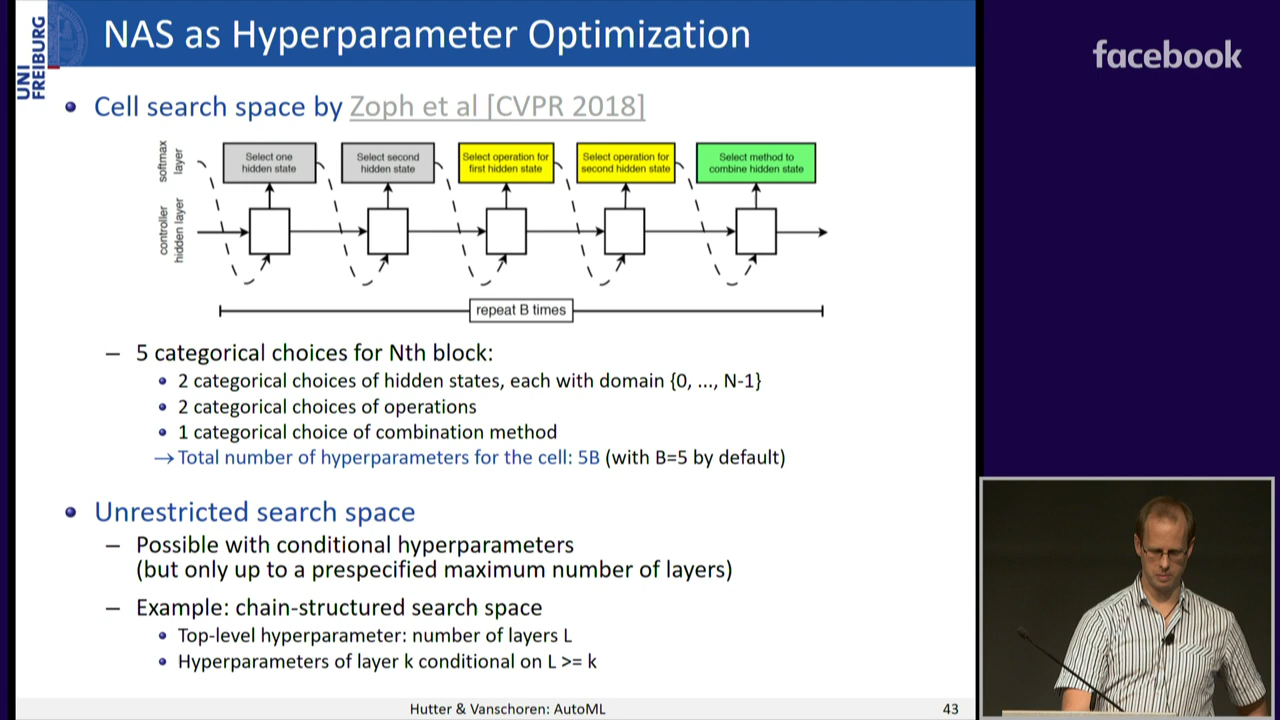 NAS as Hyperparameter Optimization
UNI
FREIBURG
facebook
Cell search space by Zoph et al [CVPR 2018]
softmax
layer
Select one
hidden state
Select second
hidden state
Select operation for
first hidden state
Select operation for
second hidden state
Select method to
combine hidden state
controller
hidden layer
repeat B times
– 5 categorical choices for Nth block:
• 2 categorical choices of hidden states, each with domain {0, ..., N-1}
• 2 categorical choices of operations
• 1 categorical choice of combination method
→ Total number of hyperparameters for the cell: 5B (with B=5 by default)
• Unrestricted search space
– Possible with conditional hyperparameters
(but only up to a prespecified maximum number of layers)
– Example: chain-structured search space
• Top-level hyperparameter: number of layers L
• Hyperparameters of layer k conditional on L >= k
Hutter & Vanschoren: AutoML
43